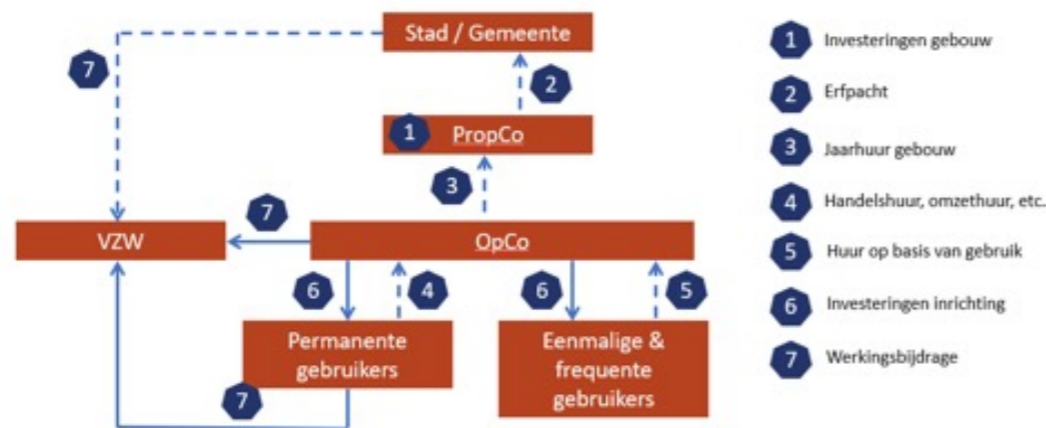 Stad / Gemeente
7
2
1 PropCo
3
VZW
7
OpCo
6
4
6
5
Permanente
gebruikers
7
Eenmalige &
frequente
gebruikers
1 Investeringen gebouw
2 Erfpacht
3 Jaarhuur gebouw
4 Handelshuur, omzethuur, etc.
5 Huur op basis van gebruik
6 Investeringen inrichting
7 Werkingsbijdrage